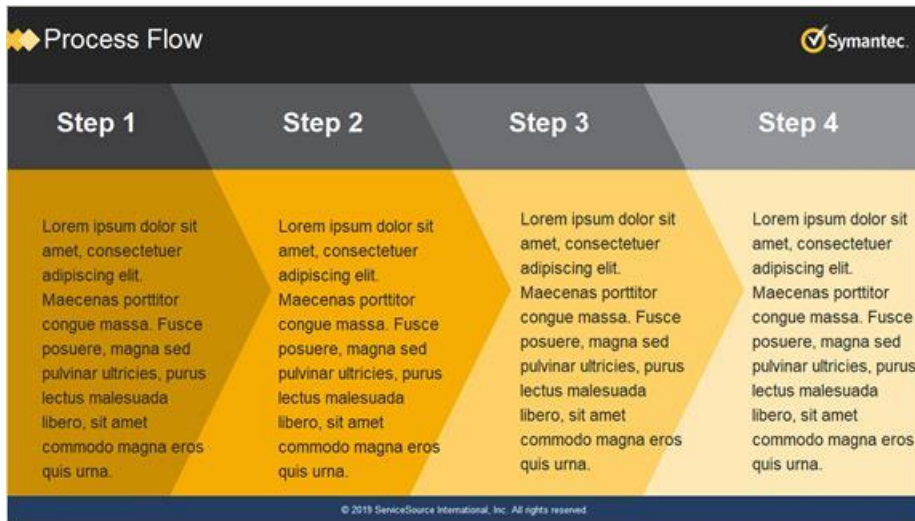 Process Flow
Symantec.
Step 1
Step 2
Step 3
Step 4
Lorem ipsum dolor sit
amet, consectetuer
adipiscing elit.
Maecenas porttitor
congue massa. Fusce
posuere, magna sed
pulvinar ultricies, purus
lectus malesuada
libero, sit amet
commodo magna eros
quis urna.
Lorem ipsum dolor sit
amet, consectetuer
adipiscing elit.
Maecenas porttitor
congue massa. Fusce
posuere, magna sed
pulvinar ultricies, purus
lectus malesuada
libero, sit amet
commodo magna eros
quis urna.
Lorem ipsum dolor sit
amet, consectetuer
adipiscing elit.
Maecenas porttitor
congue massa. Fusce
posuere, magna sed
pulvinar ultricies, purus
lectus malesuada
libero, sit amet
commodo magna eros
quis urna.
Lorem ipsum dolor sit
amet, consectetuer
adipiscing elit.
Maecenas porttitor
congue massa. Fusce
posuere, magna sed
pulvinar ultricies, purus
lectus malesuada
libero, sit amet
commodo magna eros
quis urna.
© 2019 ServiceSource International, Inc. All rights reserved.